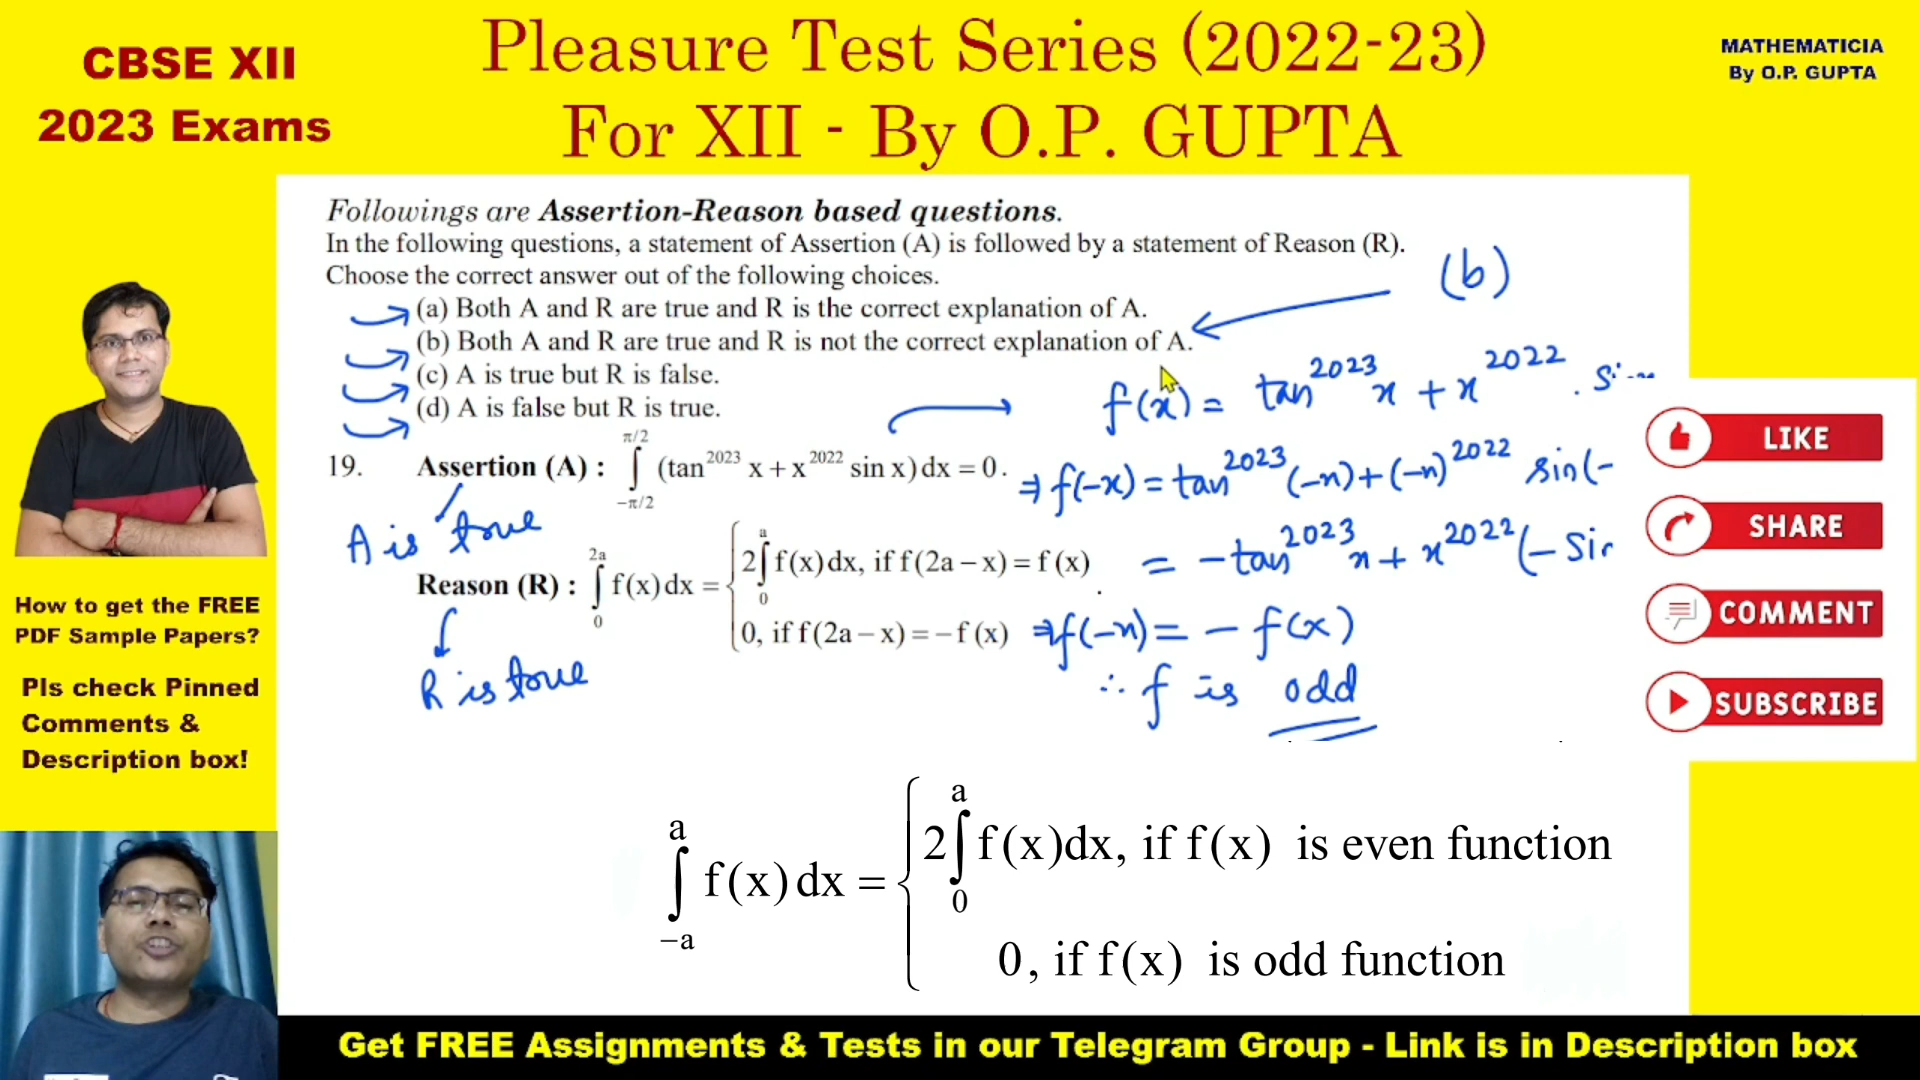 CBSE XII
2023 Exams
Pleasure Test Series (2022-23)
For XII - By O.P. GUPTA
MATHEMATICIA
By O.P. GUPTA
Followings are Assertion-Reason based questions.
In the following questions, a statement of Assertion (A) is followed by a statement of Reason (R).
Choose the correct answer out of the following choices.
(a) Both A and R are true and R is the correct explanation of A.
(b) Both A and R are true and R is not the correct explanation of A.
(c) A is true but R is false.
(d) A is false but R is true.
(b)
19. Assertion (A) : ∫_{−π/2}^{π/2} (tan^{2023} x + x^{2022} sin x) dx = 0.
A is true
Reason (R) : ∫_{0}^{2a} f(x) dx = { 2∫_{0}^{a} f(x) dx, if f(2a − x) = f(x)
0, if f(2a − x) = −f(x) .
R is true
f(x) = tan^{2023} x + x^{2022} .
⇒ f(−x) = tan^{2023} (−x) + (−x)^{2022} sin(−
= −tan^{2023} x + x^{2022} (−
⇒ f(−x) = − f(x)
∴ f is odd
∫_{−a}^{a} f(x) dx = { 2∫_{0}^{a} f(x)dx, if f(x) is even function
0, if f(x) is odd function
LIKE
SHARE
COMMENT
SUBSCRIBE
How to get the FREE
PDF Sample Papers?
Pls check Pinned
Comments &
Description box!
Get FREE Assignments & Tests in our Telegram Group - Link is in Description box